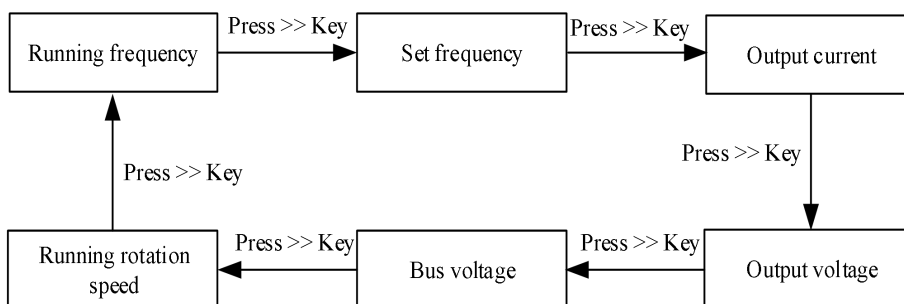 Press >> Key
Press >> Key
Running frequency
Set frequency
Output current
Press >> Key
Press >> Key
Running rotation
speed
Press >> Key
Bus voltage
Press >> Key
Output voltage